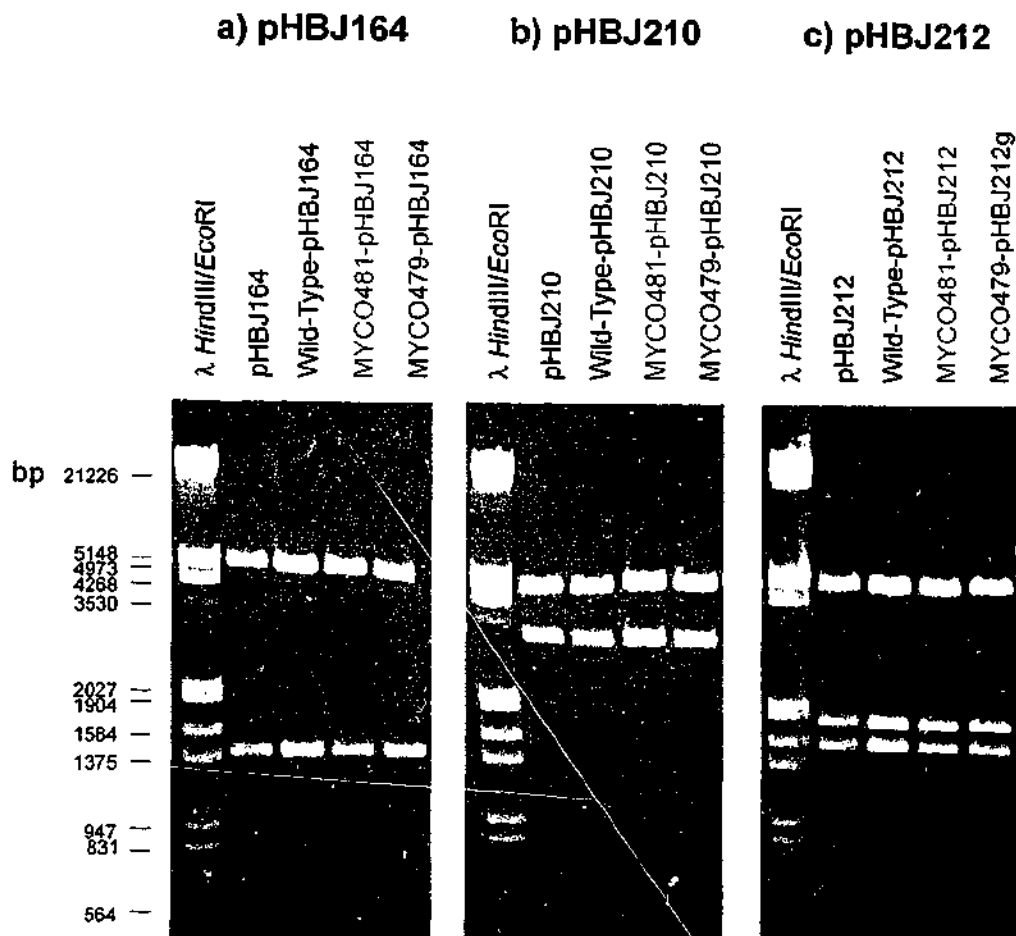 a) pHBJ164
b) pHBJ210
c) pHBJ212
λ HindIII/EcoRI
pHBJ164
Wild-Type-pHBJ164
MYCO481-pHBJ164
MYCO479-pHBJ164
λ HindIII/EcoRI
pHBJ210
Wild-Type-pHBJ210
MYCO481-pHBJ210
MYCO479-pHBJ210
λ HindIII/EcoRI
pHBJ212
Wild-Type-pHBJ212
MYCO481-pHBJ212
MYCO479-pHBJ212g
bp
21226
5148
4973
4268
3530
2027
1904
1584
1375
947
831
564